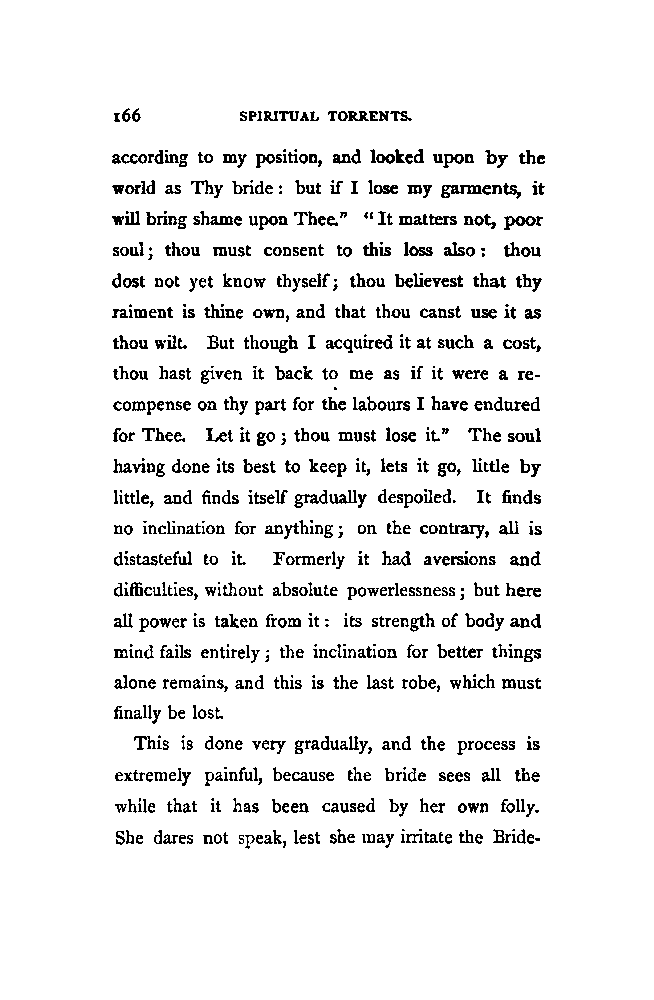 166 SPIRITUAL TORRENTS.
according to my position, and looked upon by the
world as Thy bride: but if I lose my garments, it
will bring shame upon Thee." "It matters not, poor
soul; thou must consent to this loss also: thou
dost not yet know thyself; thou believest that thy
raiment is thine own, and that thou canst use it as
thou wilt. But though I acquired it at such a cost,
thou hast given it back to me as if it were a re-
compense on thy part for the labours I have endured
for Thee. Let it go; thou must lose it." The soul
having done its best to keep it, lets it go, little by
little, and finds itself gradually despoiled. It finds
no inclination for anything; on the contrary, all is
distasteful to it. Formerly it had aversions and
difficulties, without absolute powerlessness; but here
all power is taken from it: its strength of body and
mind fails entirely; the inclination for better things
alone remains, and this is the last robe, which must
finally be lost.
This is done very gradually, and the process is
extremely painful, because the bride sees all the
while that it has been caused by her own folly.
She dares not speak, lest she may irritate the Bride-